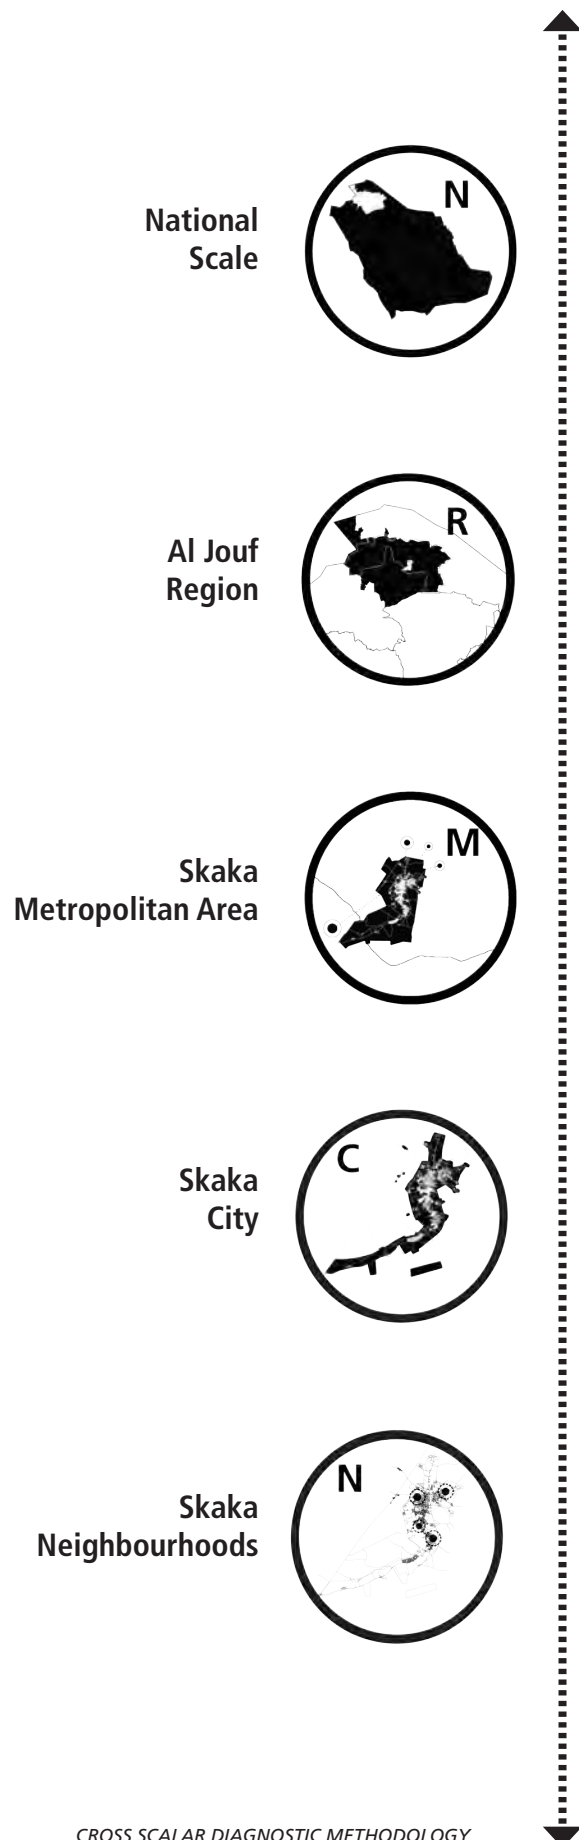 National
Scale
N
Al Jouf
Region
R
Skaka
Metropolitan Area
M
Skaka
City
C
Skaka
Neighbourhoods
N
CROSS SCALAR DIAGNOSTIC METHODOLOGY